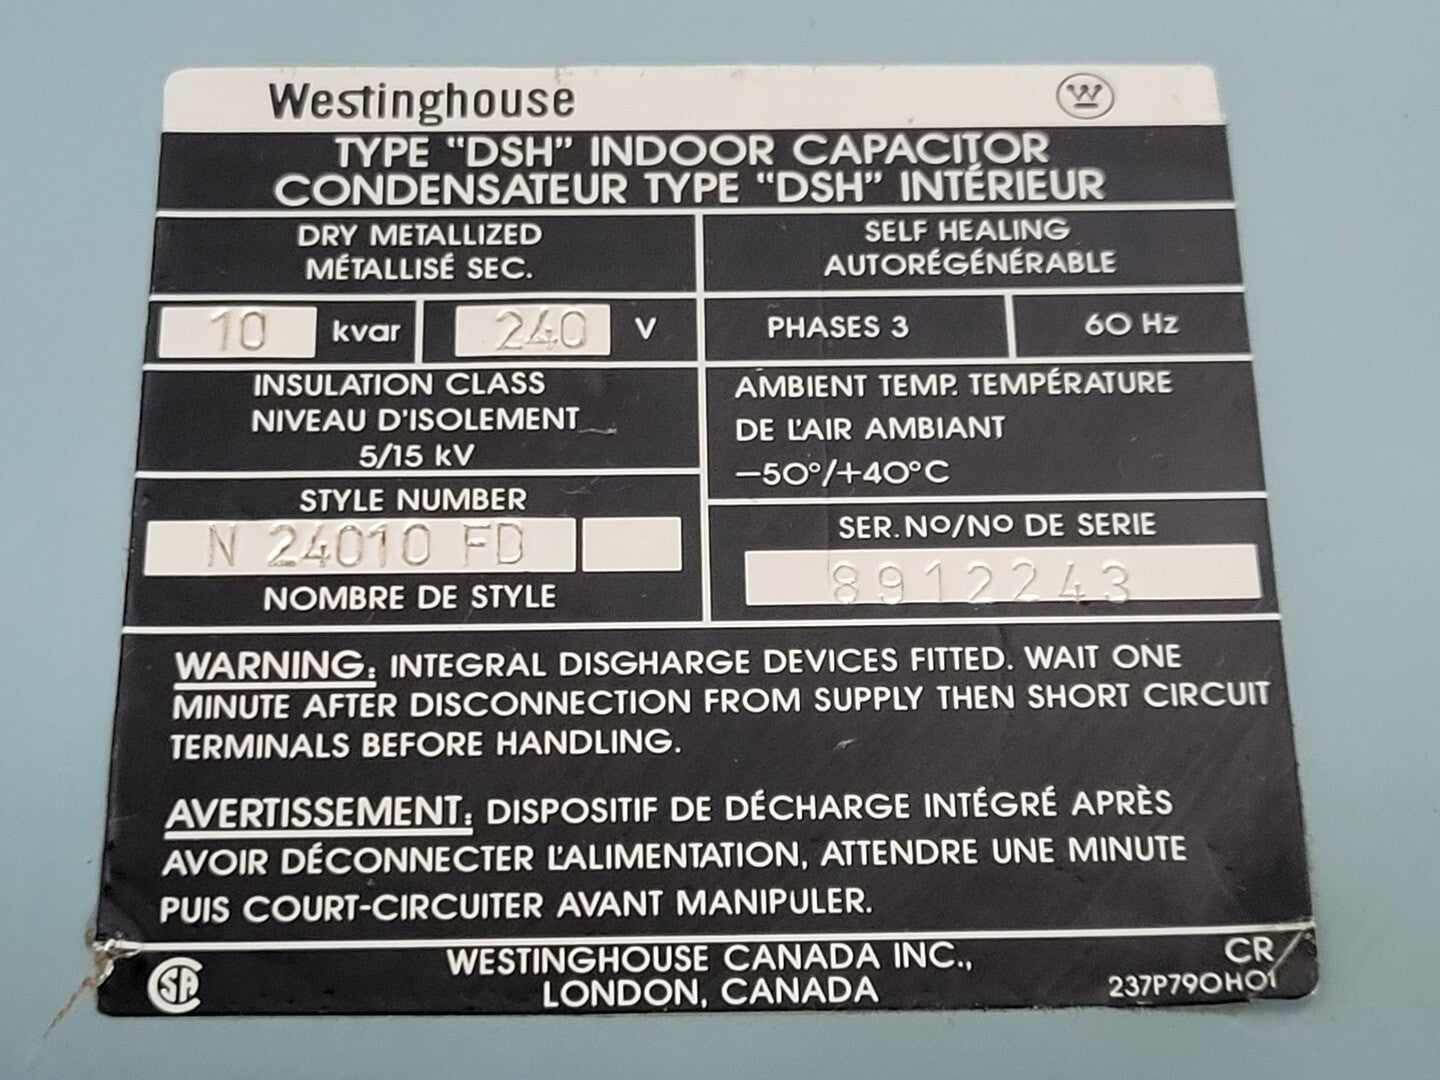 Westinghouse W
TYPE "DSH" INDOOR CAPACITOR
CONDENSATEUR TYPE "DSH" INTÉRIEUR
DRY METALLIZED
MÉTALLISÉ SEC.
SELF HEALING
AUTORÉGÉNÉRABLE
10 kvar 240 V PHASES 3 60 Hz
INSULATION CLASS
NIVEAU D'ISOLEMENT
5/15 kV
AMBIENT TEMP. TEMPÉRATURE
DE L'AIR AMBIANT
-50°/+40°C
STYLE NUMBER
N 24010 FD
NOMBRE DE STYLE
SER. NO/NO DE SERIE
8912243
WARNING: INTEGRAL DISGHARGE DEVICES FITTED. WAIT ONE
MINUTE AFTER DISCONNECTION FROM SUPPLY THEN SHORT CIRCUIT
TERMINALS BEFORE HANDLING.
AVERTISSEMENT: DISPOSITIF DE DÉCHARGE INTÉGRÉ APRÈS
AVOIR DÉCONNECTER L'ALIMENTATION, ATTENDRE UNE MINUTE
PUIS COURT-CIRCUITER AVANT MANIPULER.
CSA
WESTINGHOUSE CANADA INC.,
LONDON, CANADA
CR
237P790H01